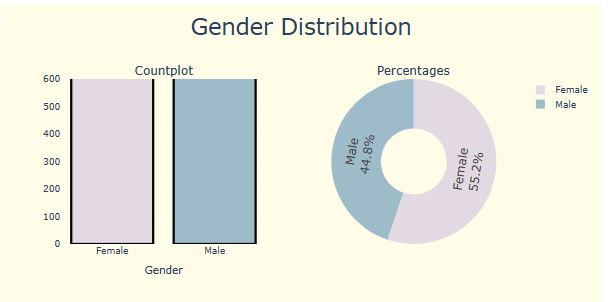 Gender Distribution
Countplot
Percentages
600
500
400
300
200
100
0
Female
Male
Gender
Male
44.8%
Female
55.2%
Female
Male